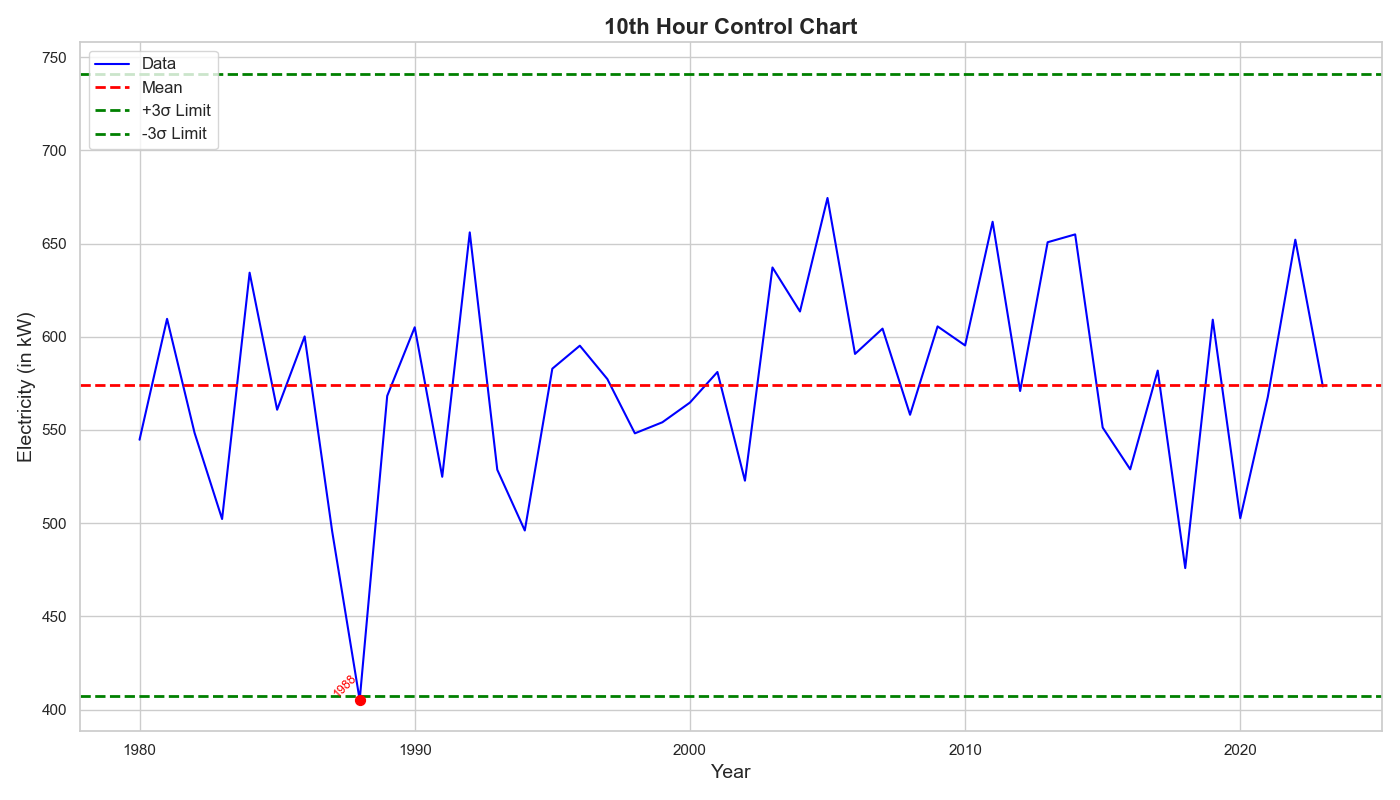 10th Hour Control Chart
Data
Mean
+3σ Limit
-3σ Limit
Electricity (in kW)
750
700
650
600
550
500
450
400
1988
1980
1990
2000
2010
2020
Year